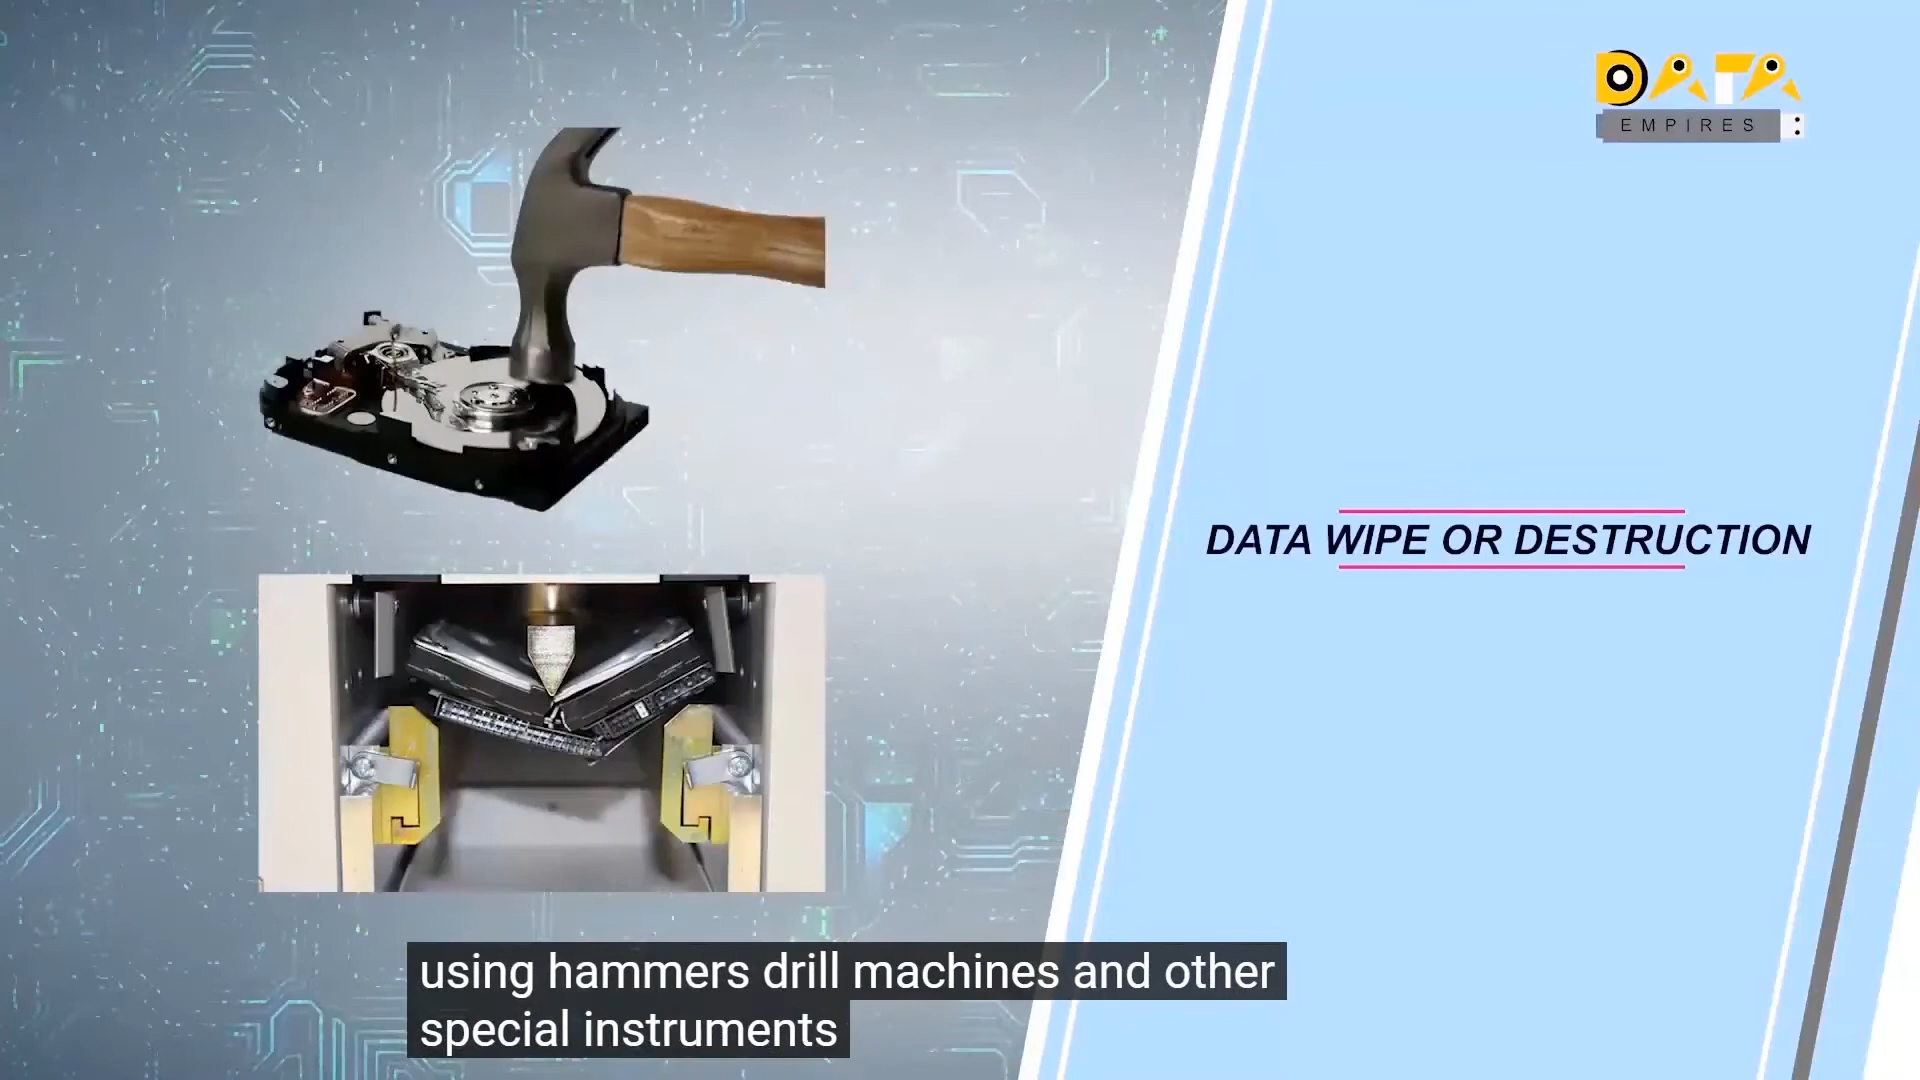 DATA
EMPIRES
DATA WIPE OR DESTRUCTION
using hammers drill machines and other
special instruments